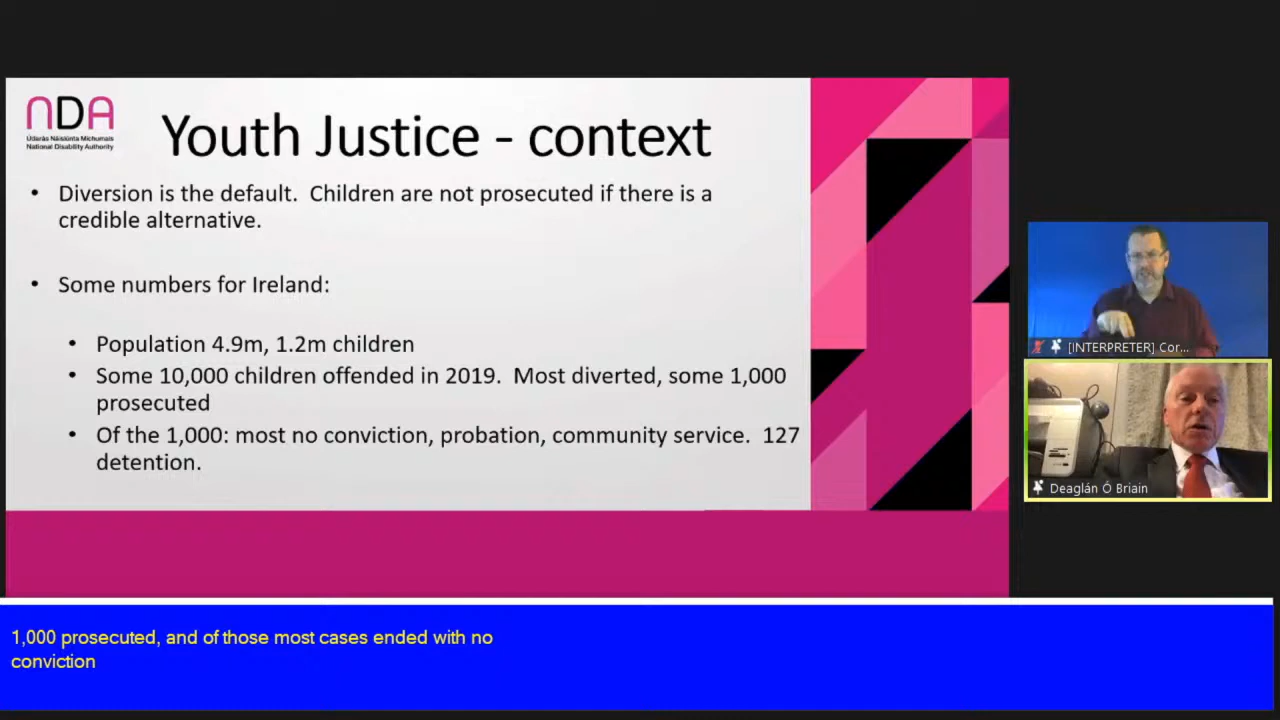 NDA
Údarás Náisiúnta Míchumais
National Disability Authority
Youth Justice - context
• Diversion is the default.  Children are not prosecuted if there is a
credible alternative.
• Some numbers for Ireland:
• Population 4.9m, 1.2m children
• Some 10,000 children offended in 2019.  Most diverted, some 1,000
prosecuted
• Of the 1,000: most no conviction, probation, community service.  127
detention.
[INTERPRETER] Cor...
Deaglán Ó Briain
1,000 prosecuted, and of those most cases ended with no
conviction